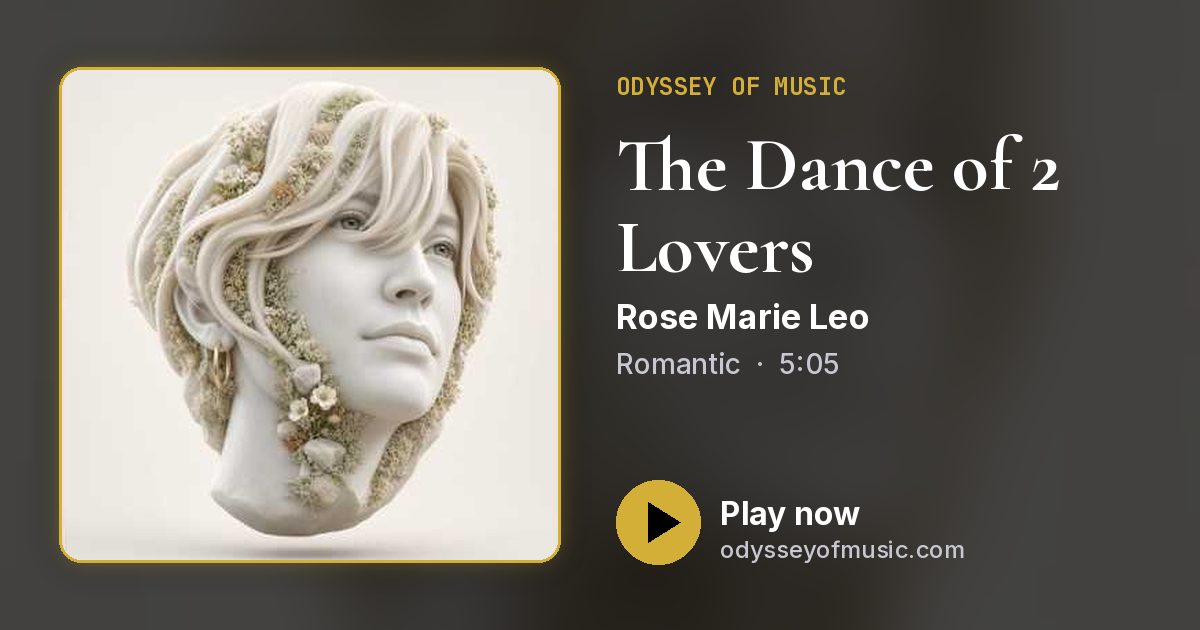 ODYSSEY OF MUSIC
The Dance of 2
Lovers
Rose Marie Leo
Romantic · 5:05
Play now
odysseyofmusic.com